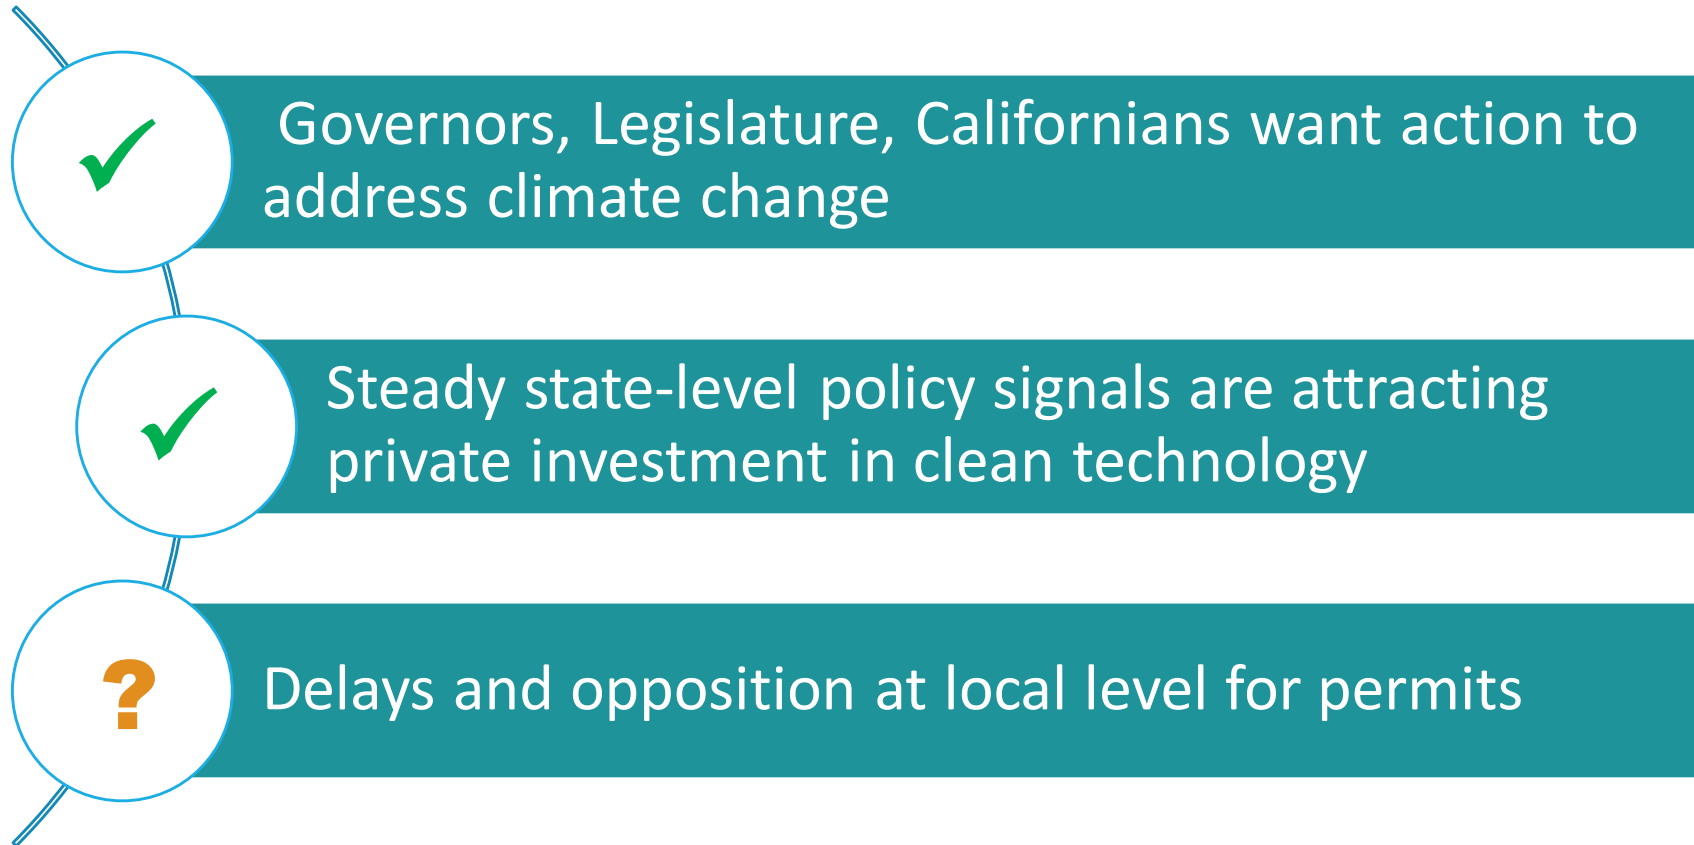 Governors, Legislature, Californians want action to
address climate change
Steady state-level policy signals are attracting
private investment in clean technology
?
Delays and opposition at local level for permits